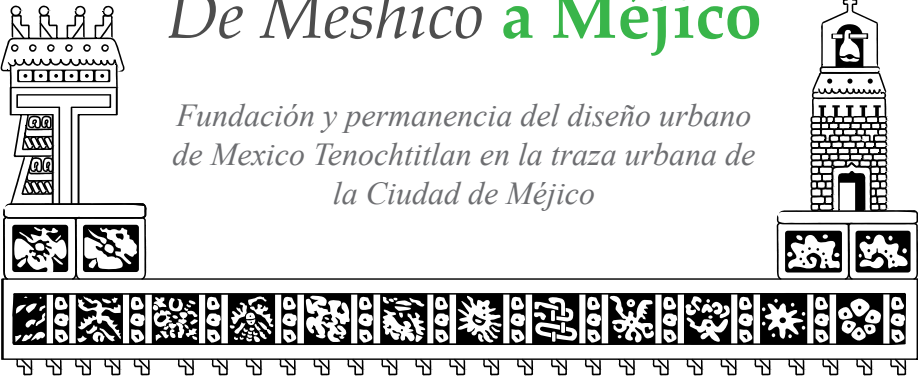 De Meshico a Méjico
Fundación y permanencia del diseño urbano
de Mexico Tenochtitlan en la traza urbana de
la Ciudad de Méjico